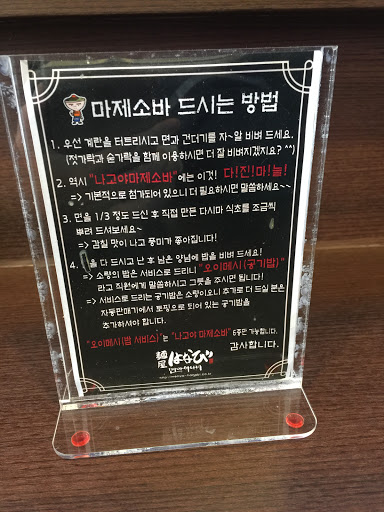 마제소바 드시는 방법
1. 우선 계란을 터트리시고 면과 건더기를 자~알 비벼 드세요.
(젓가락과 숟가락을 함께 이용하시면 더 잘 비벼지겠지요? ^^)
2. 역시 "나고야마제소바"에는 이것! 다!진!마!늘!
=> 기본적으로 첨가되어 있으니 더 필요하시면 말씀하세요~~
3. 면을 1/3 정도 드신 후 직접 만든 다시마 식초를 조금씩
뿌려 드셔보세요~
=> 감칠 맛이 나고 풍미가 좋아집니다!
4. 면을 다 드시고 난 후 남은 양념에 밥을 비벼 드세요!
=> 소량의 밥은 서비스로 드리니 "오이메시(공기밥)"
라고 직원에게 말씀하시고 그릇을 주시면 됩니다!
=> 서비스로 드리는 공기밥은 소량이오니 추가로 더 드실 분은
자동판매기에서 토핑으로 되어 있는 공기밥을
추가하셔야 합니다.
"오이메시(밥 서비스)"는 "나고야 마제소바" 6종만 가능합니다.
감사합니다.
麺屋 はなび